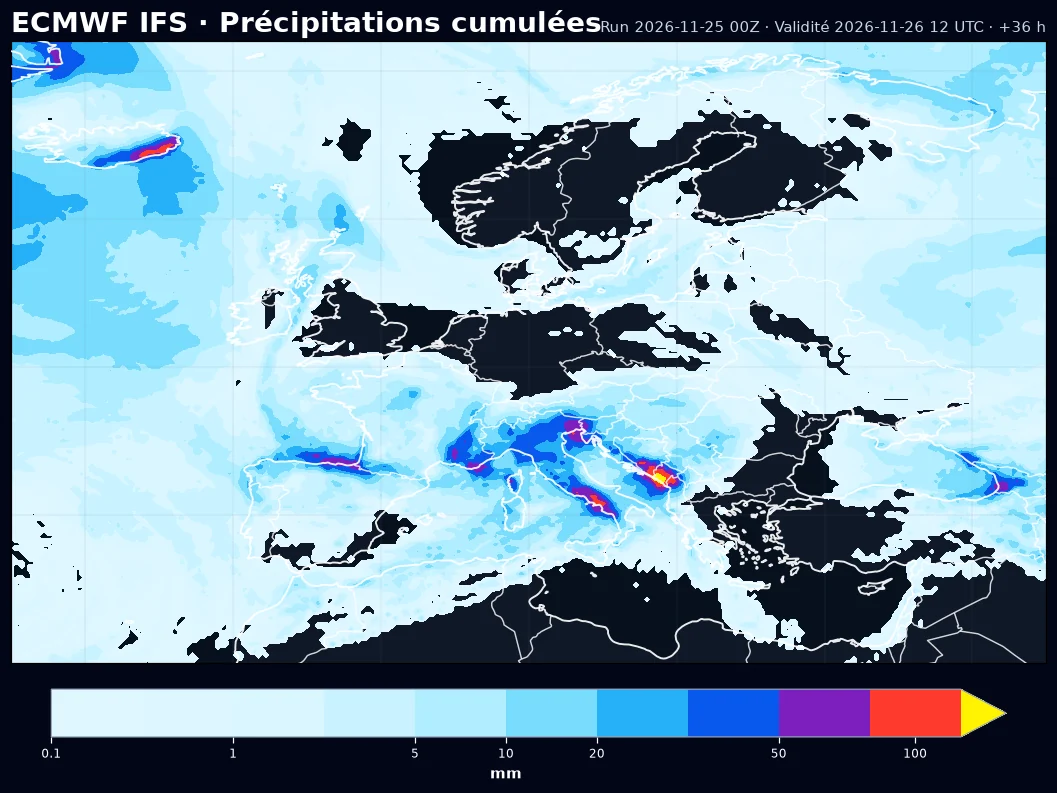 ECMWF IFS · Précipitations cumulées
Run 2026-11-25 00Z · Validité 2026-11-26 12 UTC · +36 h
0.1 1 5 10 20 50 100
mm